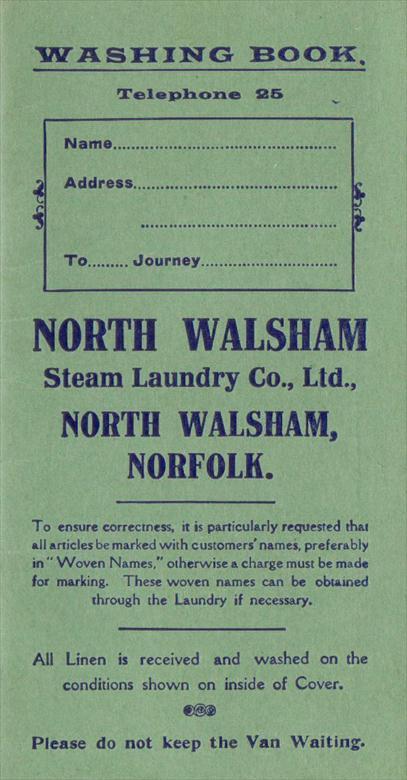 WASHING BOOK.
Telephone 25
Name....................................................
Address...............................................
.............................................
To......... Journey...............................
NORTH WALSHAM
Steam Laundry Co., Ltd.,
NORTH WALSHAM,
NORFOLK.
To ensure correctness, it is particularly requested that
all articles be marked with customers' names, preferably
in "Woven Names," otherwise a charge must be made
for marking. These woven names can be obtained
through the Laundry if necessary.
All Linen is received and washed on the
conditions shown on inside of Cover.
Please do not keep the Van Waiting.